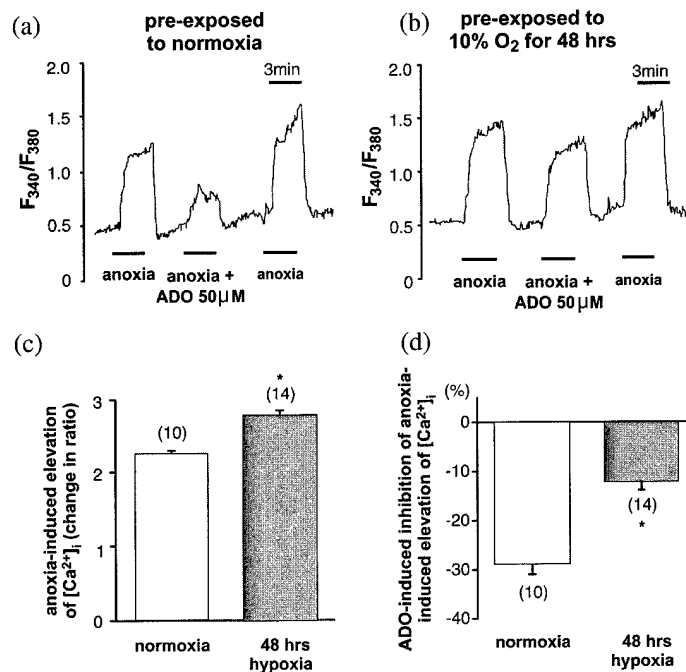 (a)
pre-exposed
to normoxia
3min
2.0
1.5
1.0
0.5
0
F340/F380
anoxia
anoxia +
ADO 50μM
anoxia
(b)
pre-exposed to
10% O2 for 48 hrs
3min
2.0
1.5
1.0
0.5
0
F340/F380
anoxia
anoxia +
ADO 50μM
anoxia
(c)
anoxia-induced elevation
of [Ca2+]i (change in ratio)
3
2
1
0
(10)
*
(14)
normoxia
48 hrs
hypoxia
(d)
ADO-induced inhibition of anoxia-
induced elevation of [Ca2+]i
(%)
0
-10
-20
-30
-40
(10)
(14)
*
normoxia
48 hrs
hypoxia